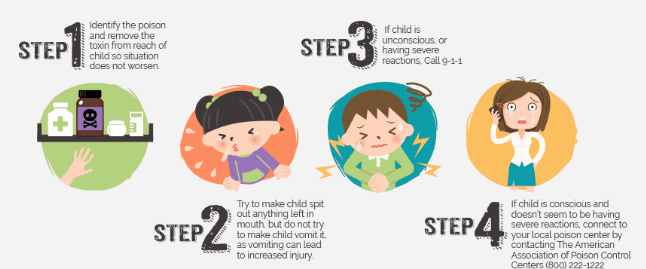 STEP 1
Identify the poison
and remove the
toxin from reach of
child so situation
does not worsen.
STEP 2
Try to make child spit
out anything left in
mouth, but do not try
to make child vomit it,
as vomiting can lead
to increased injury.
STEP 3
If child is
unconscious, or
having severe
reactions, Call 9-1-1
STEP 4
If child is conscious and
doesn't seem to be having
severe reactions, connect to
your local poison center by
contacting The American
Association of Poison Control
Centers (800) 222-1222